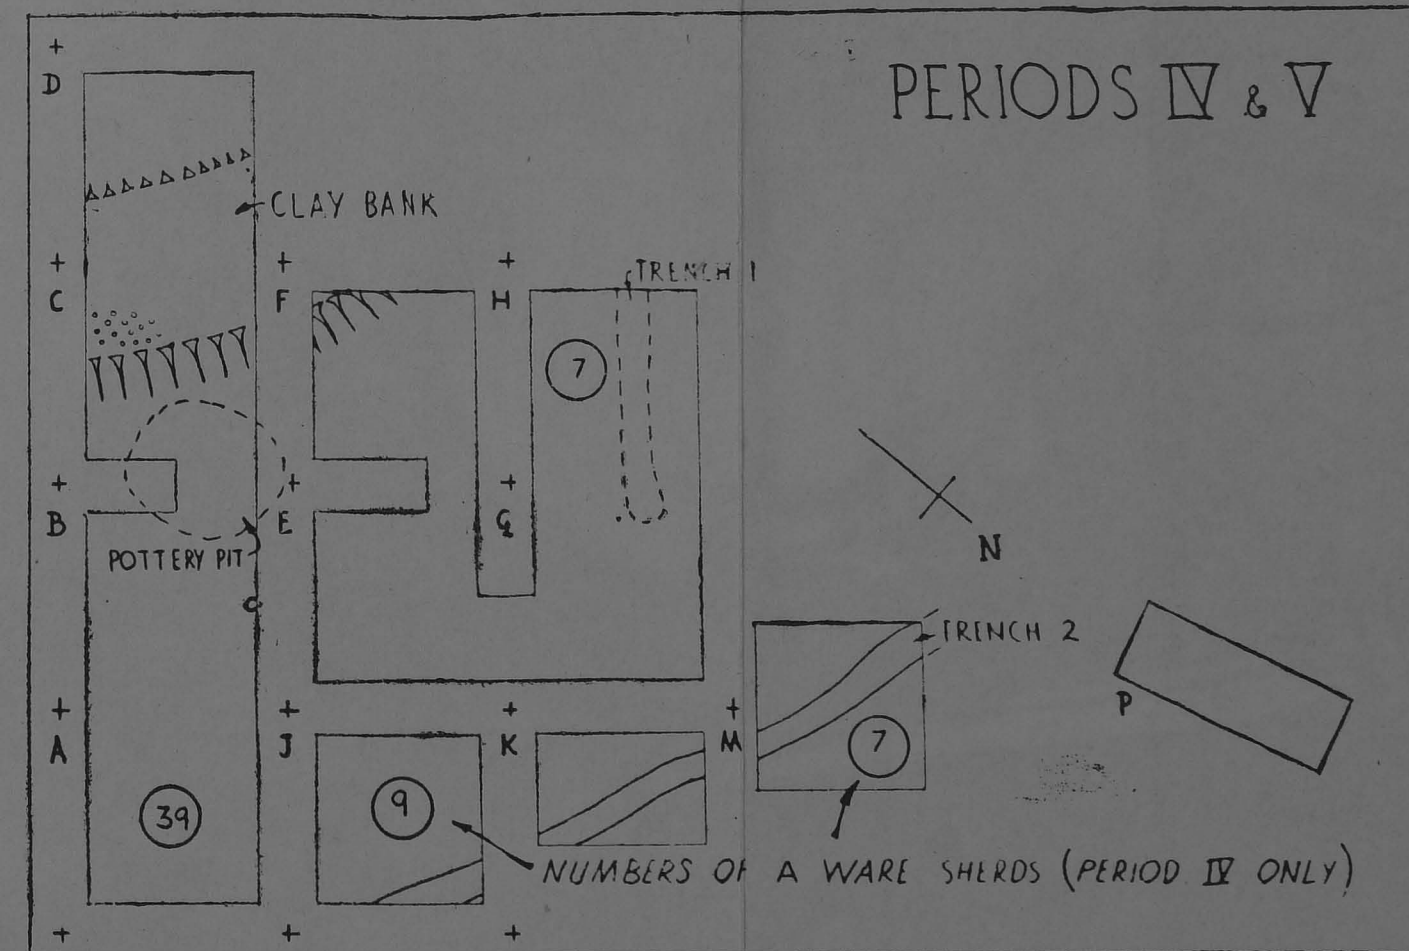 PERIODS IV & V
D
CLAY BANK
C
F
H
TRENCH 1
7
B
E
G
POTTERY PIT
N
TRENCH 2
P
A
J
K
M
7
39
9
NUMBERS OF A WARE SHERDS (PERIOD IV ONLY)